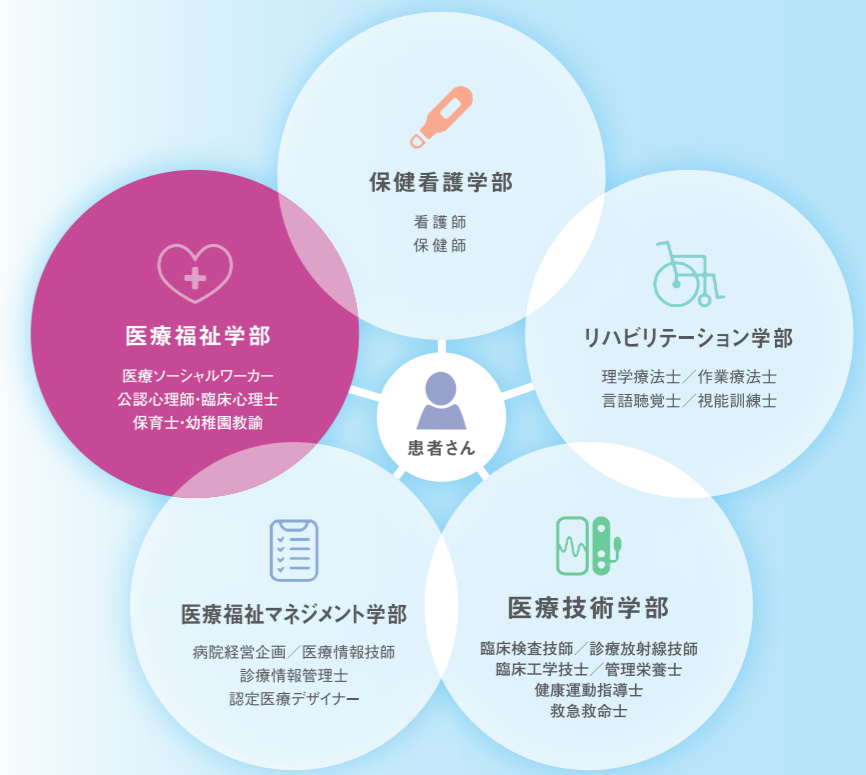 保健看護学部
看護師
保健師
医療福祉学部
医療ソーシャルワーカー
公認心理師・臨床心理士
保育士・幼稚園教諭
リハビリテーション学部
理学療法士／作業療法士
言語聴覚士／視能訓練士
患者さん
医療福祉マネジメント学部
病院経営企画／医療情報技師
診療情報管理士
認定医療デザイナー
医療技術学部
臨床検査技師／診療放射線技師
臨床工学技士／管理栄養士
健康運動指導士
救急救命士